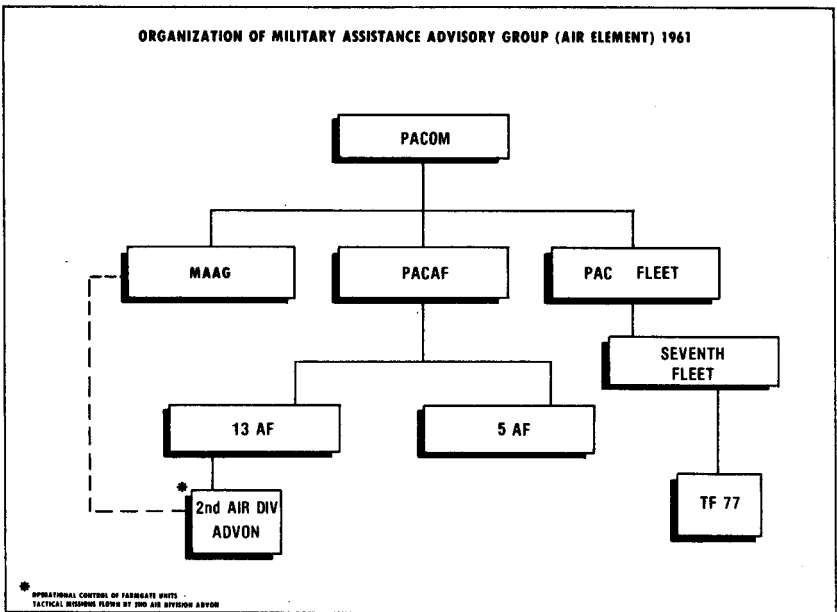 ORGANIZATION OF MILITARY ASSISTANCE ADVISORY GROUP (AIR ELEMENT) 1961
PACOM
MAAG
PACAF
PAC FLEET
SEVENTH
FLEET
13 AF
5 AF
* 2nd AIR DIV
ADVON
TF 77
* OPERATIONAL CONTROL OF FARMGATE UNITS
TACTICAL MISSIONS FLOWN BY 2ND AIR DIVISION ADVON